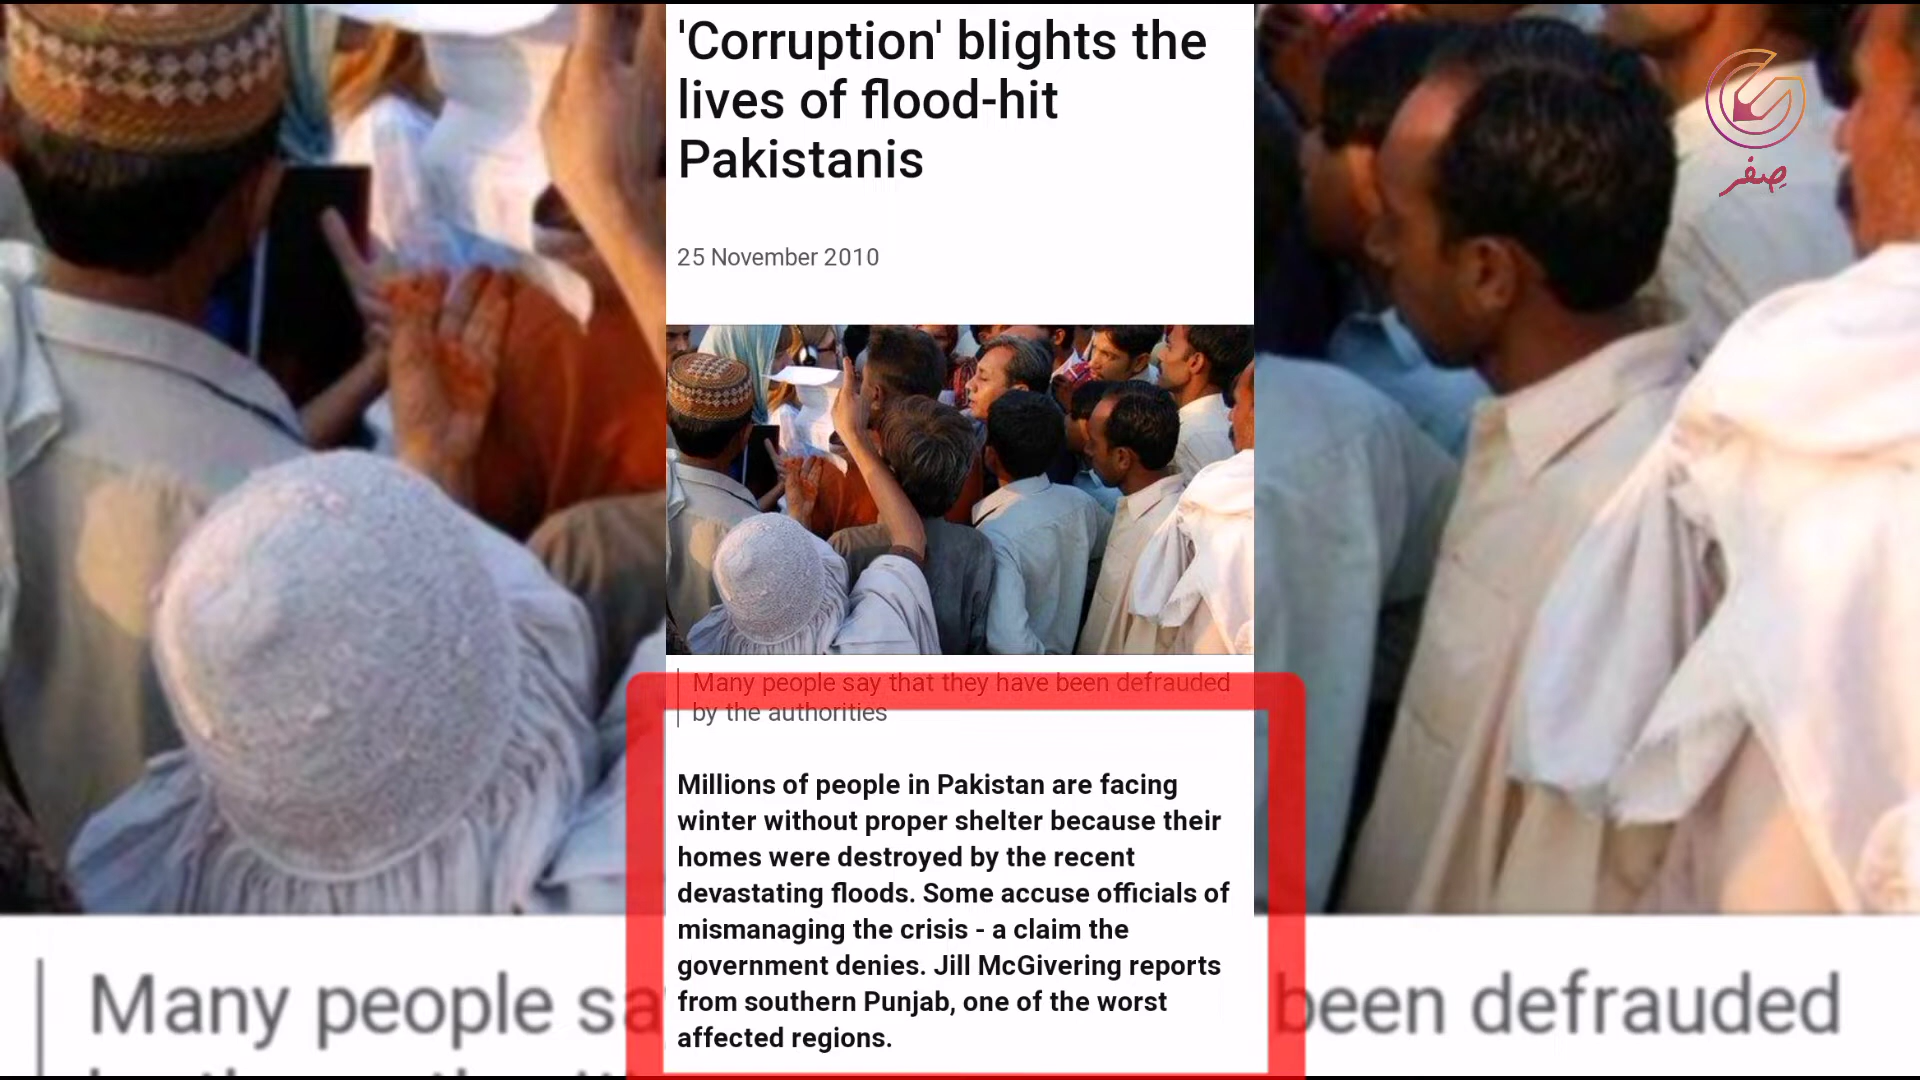 'Corruption' blights the
lives of flood-hit
Pakistanis
25 November 2010
Many people say that they have been defrauded
by the authorities
Millions of people in Pakistan are facing
winter without proper shelter because their
homes were destroyed by the recent
devastating floods. Some accuse officials of
mismanaging the crisis - a claim the
government denies. Jill McGivering reports
from southern Punjab, one of the worst
affected regions.
صفر
Many people sa
been defrauded